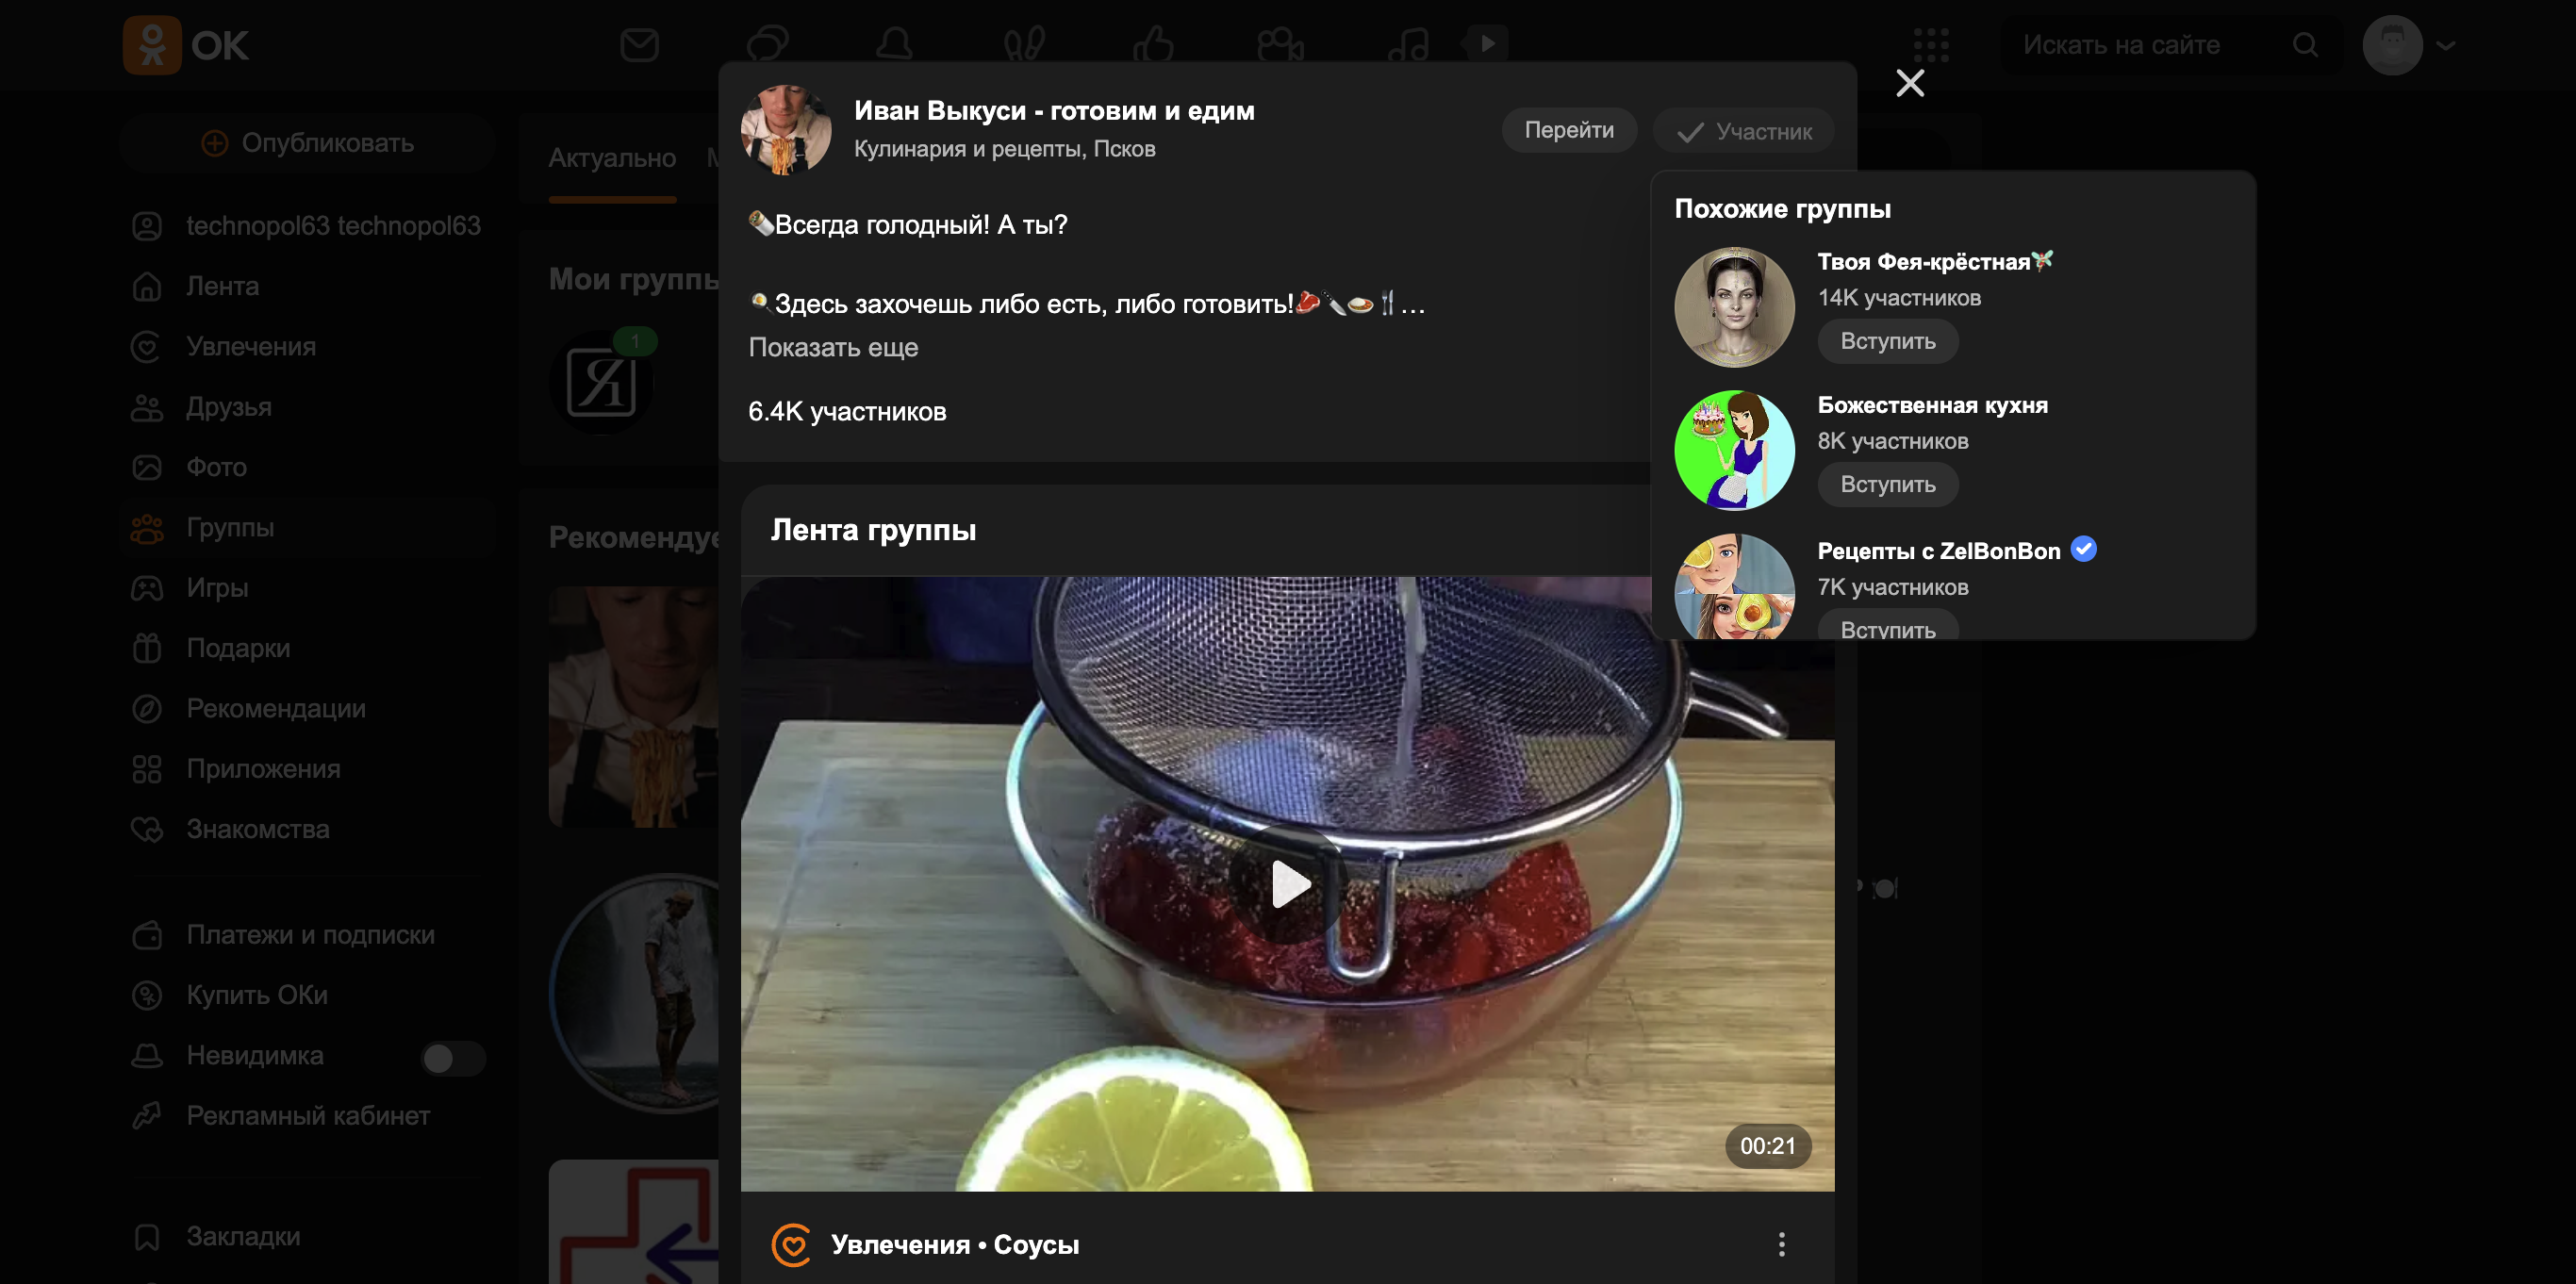 OK
Искать на сайте
Опубликовать
technopol63 technopol63
Лента
Увлечения
Друзья
Фото
Группы
Игры
Подарки
Рекомендации
Приложения
Знакомства
Платежи и подписки
Купить ОКи
Невидимка
Рекламный кабинет
Закладки
Актуально М
Мои группы
1
Я
Рекомендуе
Иван Выкуси - готовим и едим
Кулинария и рецепты, Псков
Перейти
Участник
🌯Всегда голодный! А ты?
🍳Здесь захочешь либо есть, либо готовить!🥩🔪🍛🍴...
Показать еще
6.4K участников
Лента группы
00:21
Увлечения • Соусы
Похожие группы
Твоя Фея-крёстная🧚
14K участников
Вступить
Божественная кухня
8K участников
Вступить
Рецепты с ZelBonBon
7K участников
Вступить